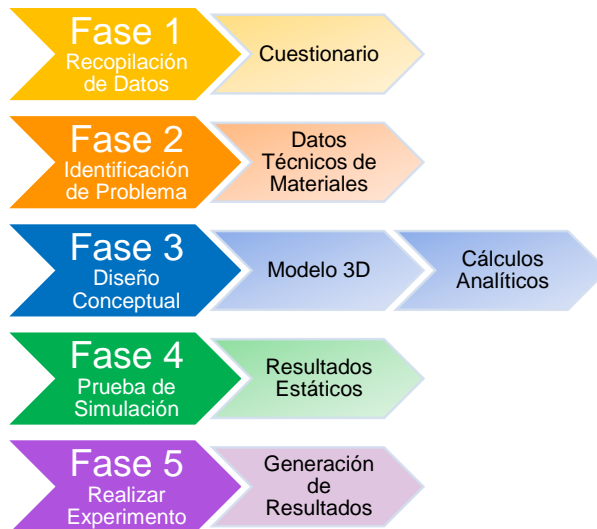 Fase 1
Recopilación
de Datos
Cuestionario
Fase 2
Identificación
de Problema
Datos
Técnicos de
Materiales
Fase 3
Diseño
Conceptual
Modelo 3D
Cálculos
Analíticos
Fase 4
Prueba de
Simulación
Resultados
Estáticos
Fase 5
Realizar
Experimento
Generación
de
Resultados